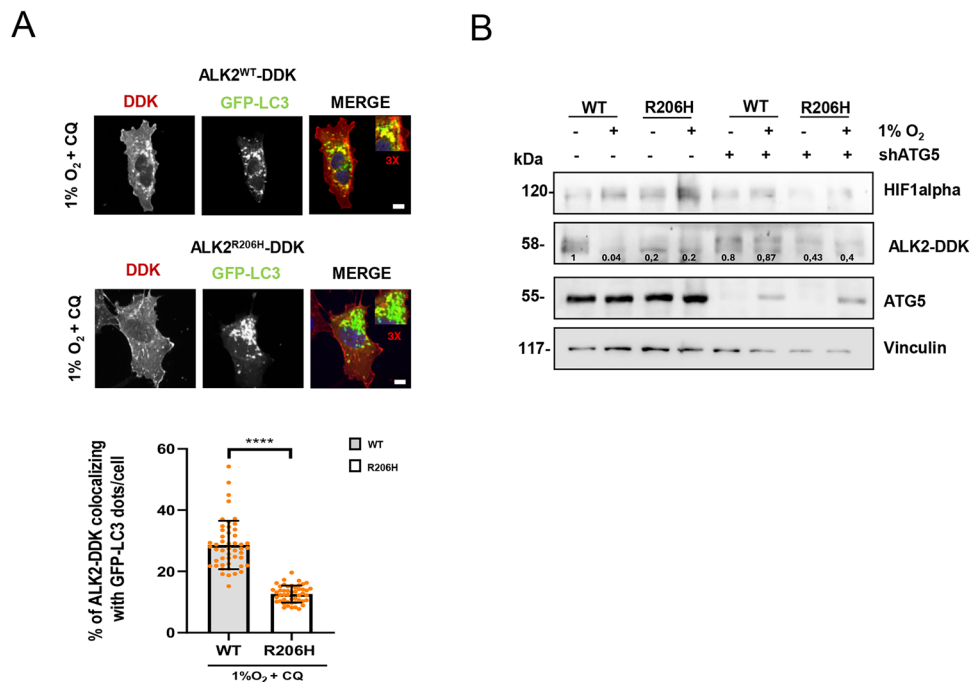 A
ALK2WT-DDK
DDK GFP-LC3 MERGE
1% O2 + CQ
3X
ALK2R206H-DDK
DDK GFP-LC3 MERGE
1% O2 + CQ
3X
% of ALK2-DDK colocalizing
with GFP-LC3 dots/cell
60
40
20
0
****
WT
R206H
WT R206H
1%O2 + CQ
B
WT R206H WT R206H
- + - + - + - + 1% O2
- - - - + + + + shATG5
kDa
120- HIF1alpha
58- ALK2-DDK
1 0.04 0,2 0.2 0.8 0,87 0,43 0,4
55- ATG5
117- Vinculin